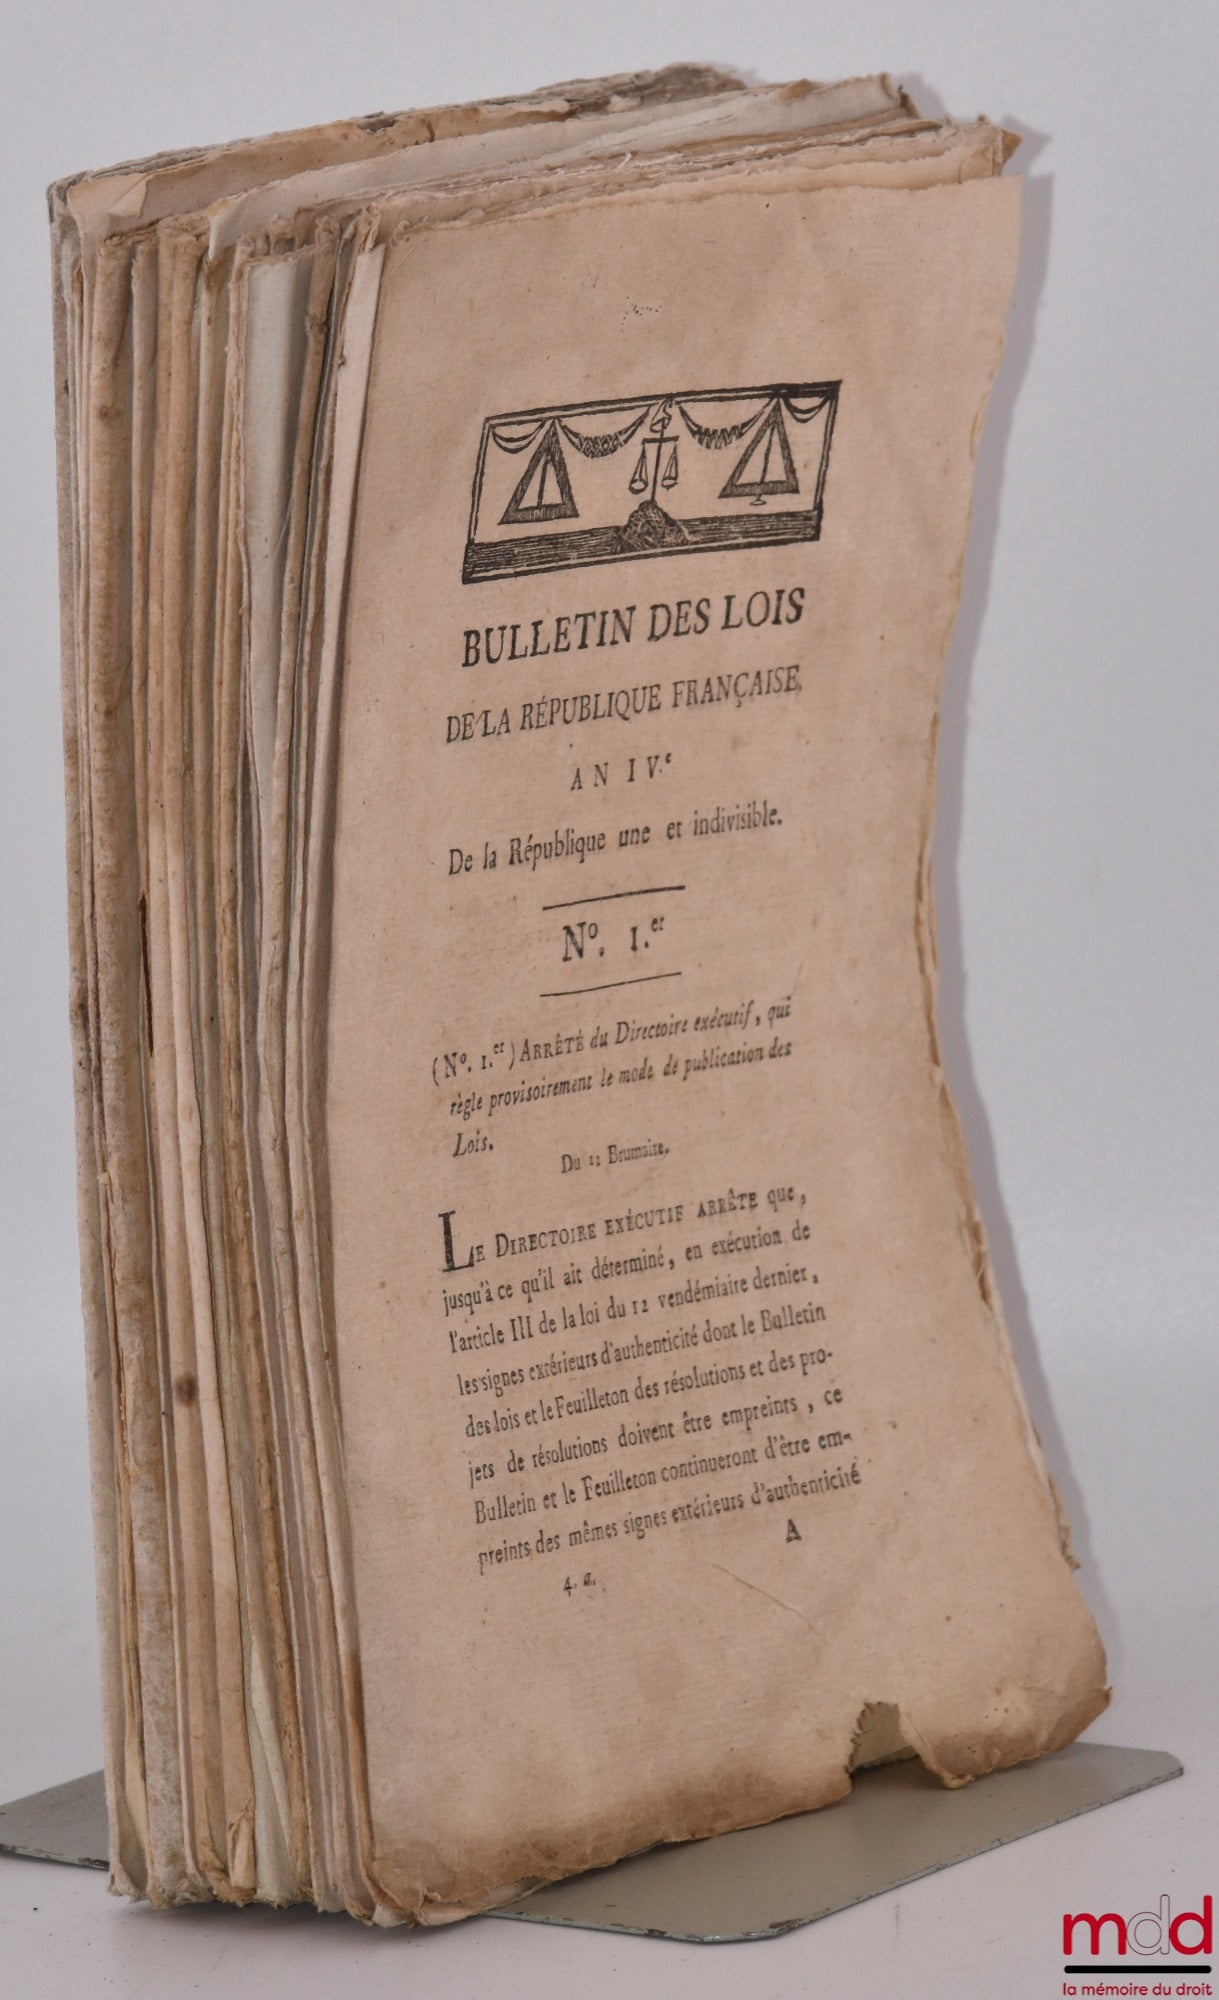 BULLETIN DES LOIS
DE LA RÉPUBLIQUE FRANÇAISE,
AN IV.e
De la République une et indivisible.
N.o 1.er
(N.o 1.er) ARRÊTÉ du Directoire exécutif, qui
règle provisoirement le mode de publication des
Lois.
Du Brumaire.
LE DIRECTOIRE EXÉCUTIF ARRÊTE que,
jusqu'à ce qu'il ait déterminé, en exécution de
l'article III de la loi du 12 vendémiaire dernier,
les signes extérieurs d'authenticité dont le Bulletin
des lois et le Feuilleton des résolutions et des pro-
jets de résolutions doivent être empreints, ce
Bulletin et le Feuilleton continueront d'être em-
preints des mêmes signes extérieurs d'authenticité
4. a. A
mdd
la mémoire du droit